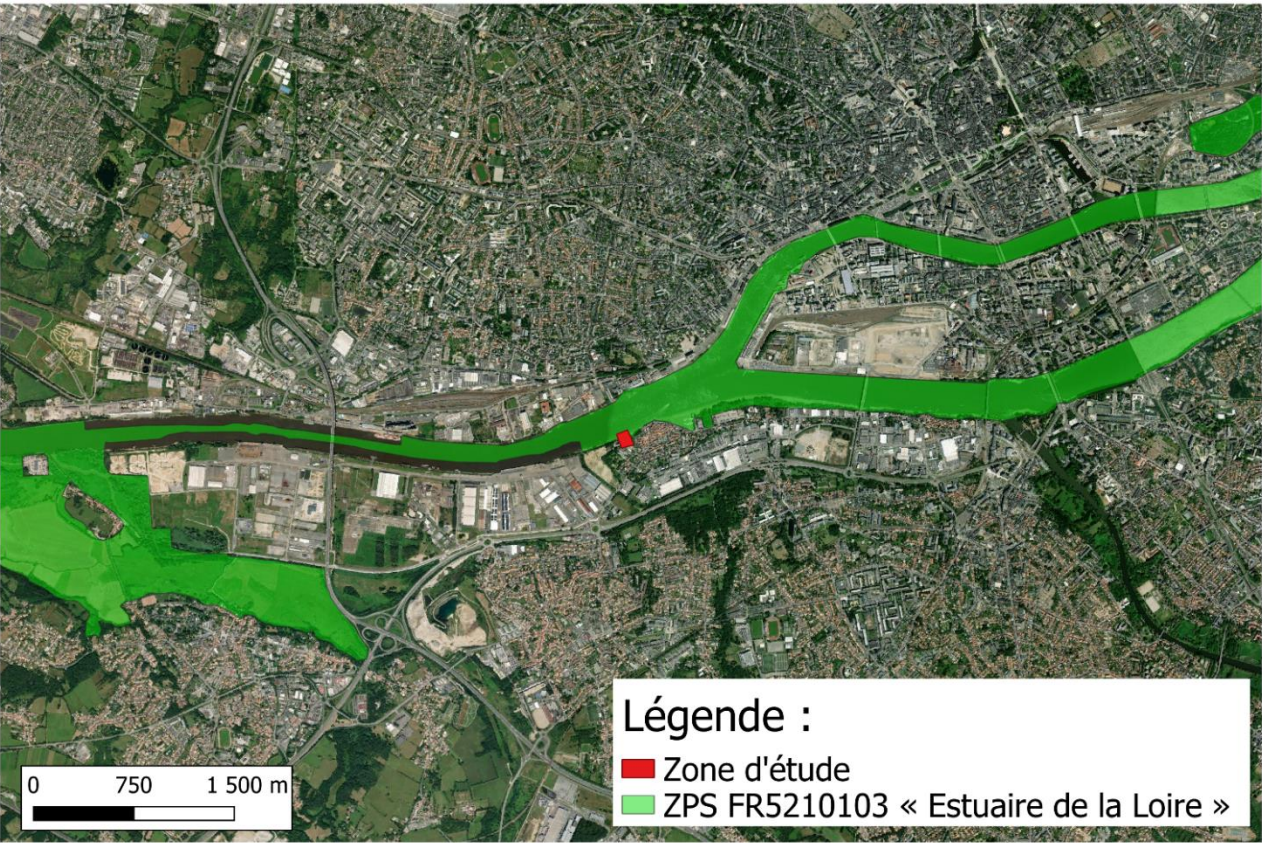 Légende :
Zone d'étude
ZPS FR5210103 « Estuaire de la Loire »
0 750 1 500 m